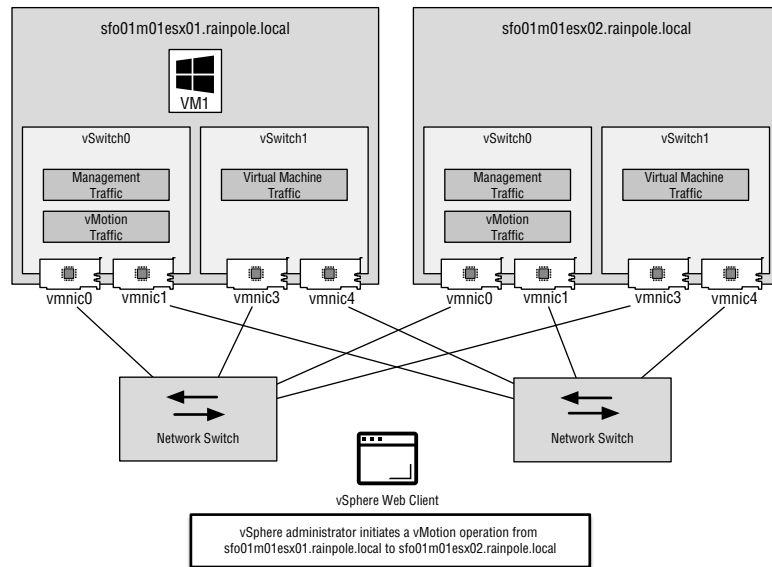 sfo01m01esx01.rainpole.local
VM1
vSwitch0
Management
Traffic
vMotion
Traffic
vSwitch1
Virtual Machine
Traffic
vmnic0
vmnic1
vmnic3
vmnic4
sfo01m01esx02.rainpole.local
vSwitch0
Management
Traffic
vMotion
Traffic
vSwitch1
Virtual Machine
Traffic
vmnic0
vmnic1
vmnic3
vmnic4
Network Switch
Network Switch
vSphere Web Client
vSphere administrator initiates a vMotion operation from
sfo01m01esx01.rainpole.local to sfo01m01esx02.rainpole.local